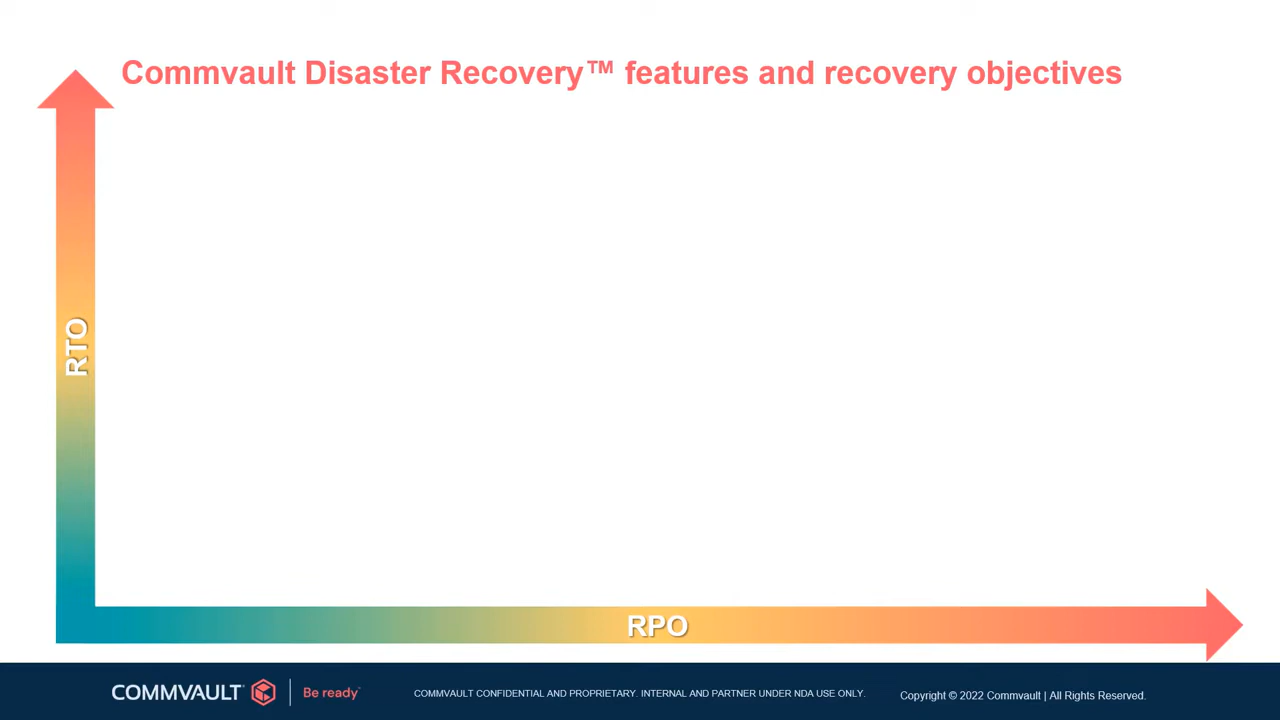 Commvault Disaster Recovery™ features and recovery objectives
RTO
RPO
COMMVAULT
Be ready™
COMMVAULT CONFIDENTIAL AND PROPRIETARY. INTERNAL AND PARTNER UNDER NDA USE ONLY.
Copyright © 2022 Commvault | All Rights Reserved.